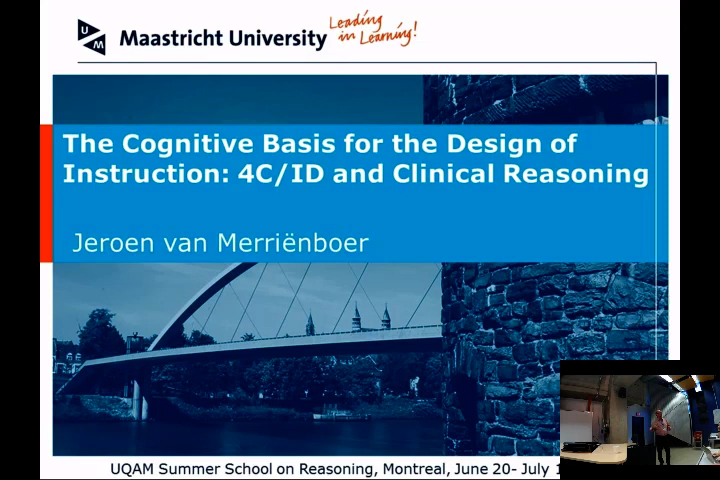 UM
Maastricht University
Leading
in Learning!
The Cognitive Basis for the Design of
Instruction: 4C/ID and Clinical Reasoning
Jeroen van Merriënboer
UQAM Summer School on Reasoning, Montreal, June 20- July